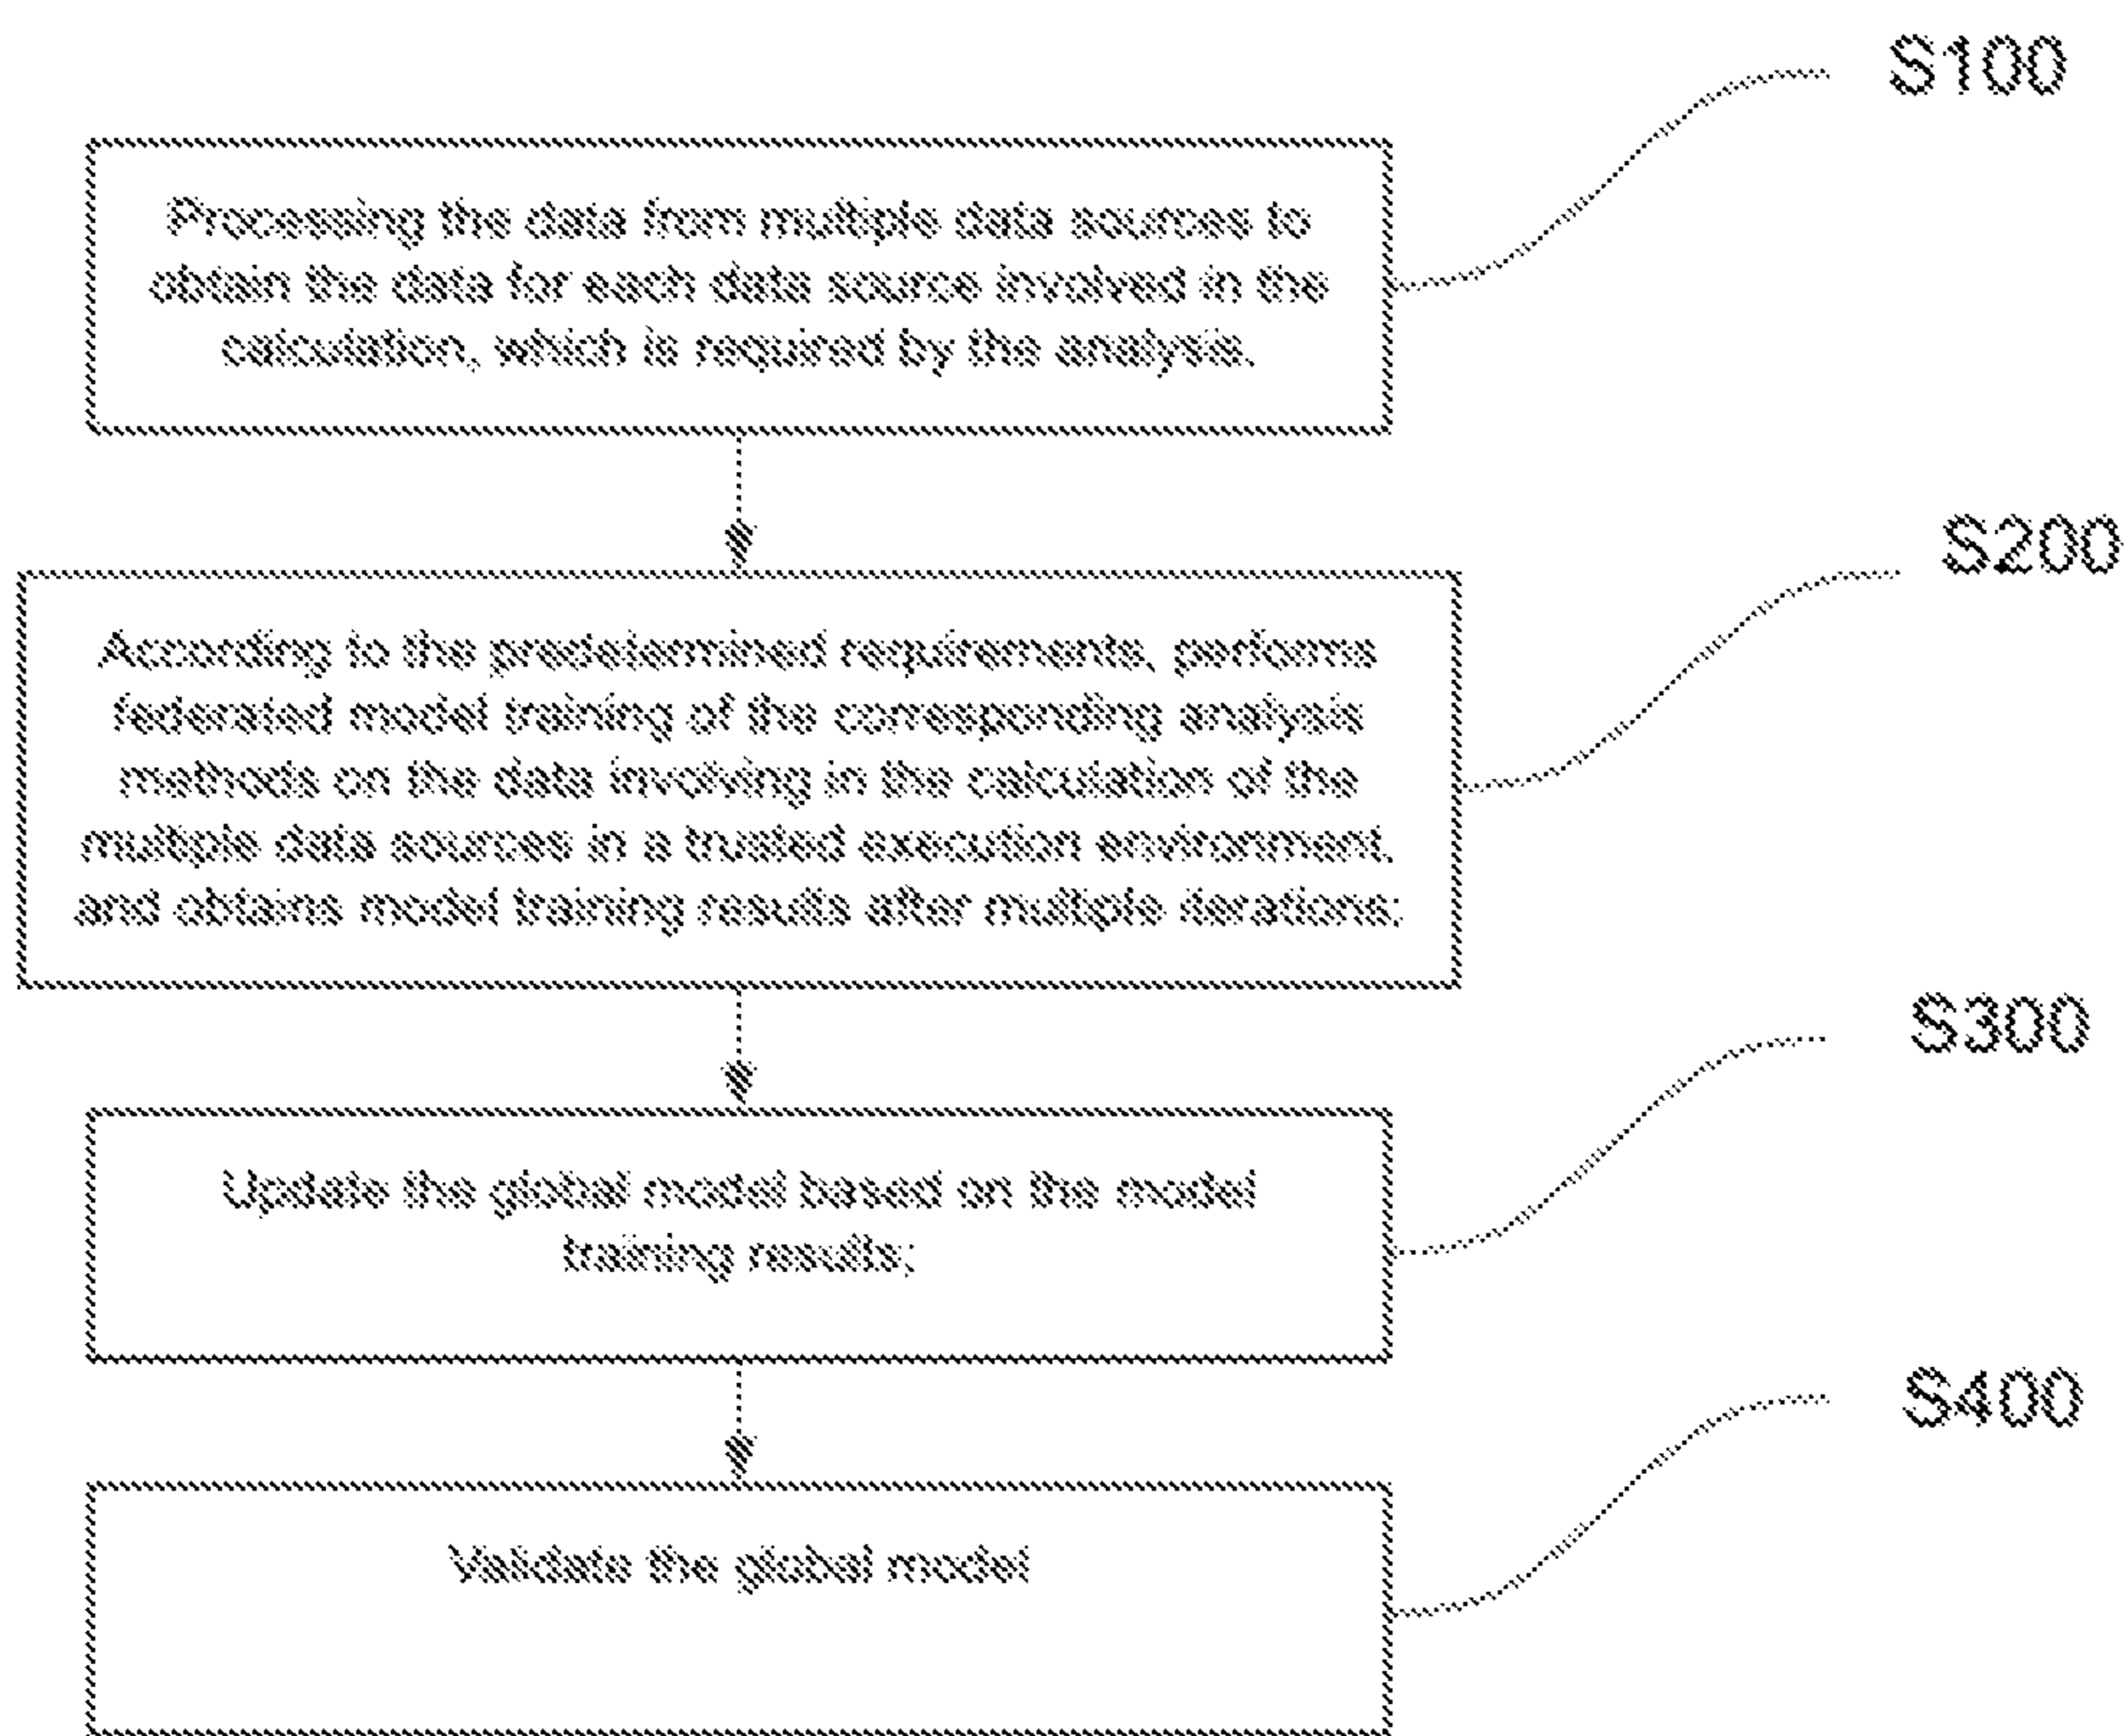 S100
Processing the data from multiple data sources to
obtain the data for each data source involved in the
calculation, which is required by the analysis.
S200
According to the predetermined requirements, performs
federated model training of the corresponding analysis
methods on the data involving in the calculation of the
multiple data sources in a trusted execution environment,
and obtains model training results after multiple iterations;
S300
Update the global model based on the model
training results;
S400
Validate the global model